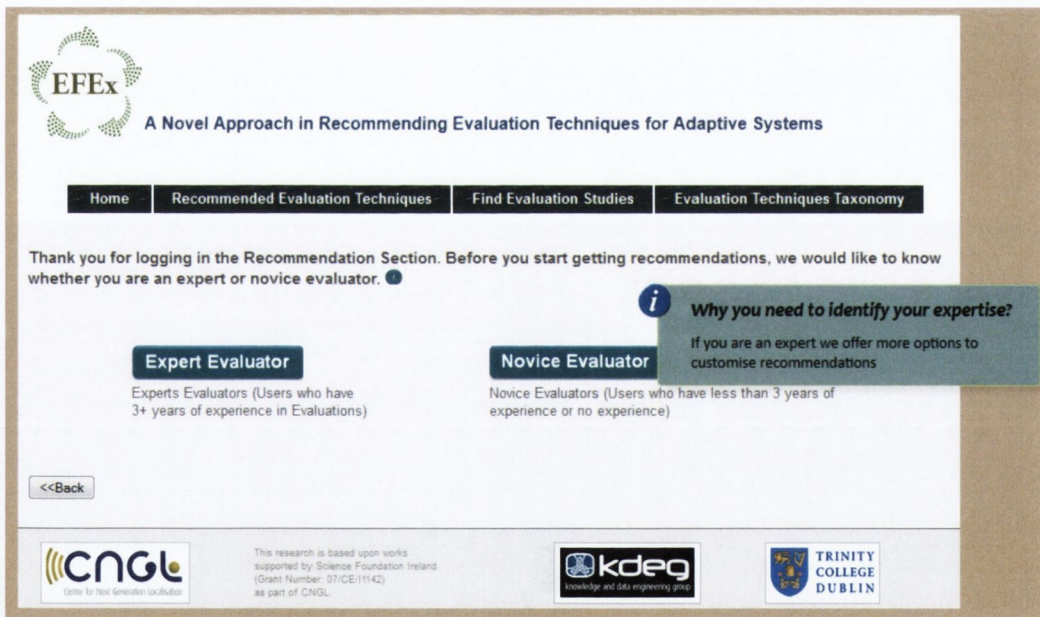 EFEx
A Novel Approach in Recommending Evaluation Techniques for Adaptive Systems
Home Recommended Evaluation Techniques Find Evaluation Studies Evaluation Techniques Taxonomy
Thank you for logging in the Recommendation Section. Before you start getting recommendations, we would like to know
whether you are an expert or novice evaluator.
i
Why you need to identify your expertise?
If you are an expert we offer more options to
customise recommendations
Expert Evaluator
Experts Evaluators (Users who have
3+ years of experience in Evaluations)
Novice Evaluator
Novice Evaluators (Users who have less than 3 years of
experience or no experience)
<<Back
CNGL
Centre for Next Generation Localisation
This research is based upon works
supported by Science Foundation Ireland
(Grant Number: 07/CE/I1142)
as part of CNGL.
kdeg
knowledge and data engineering group
TRINITY
COLLEGE
DUBLIN